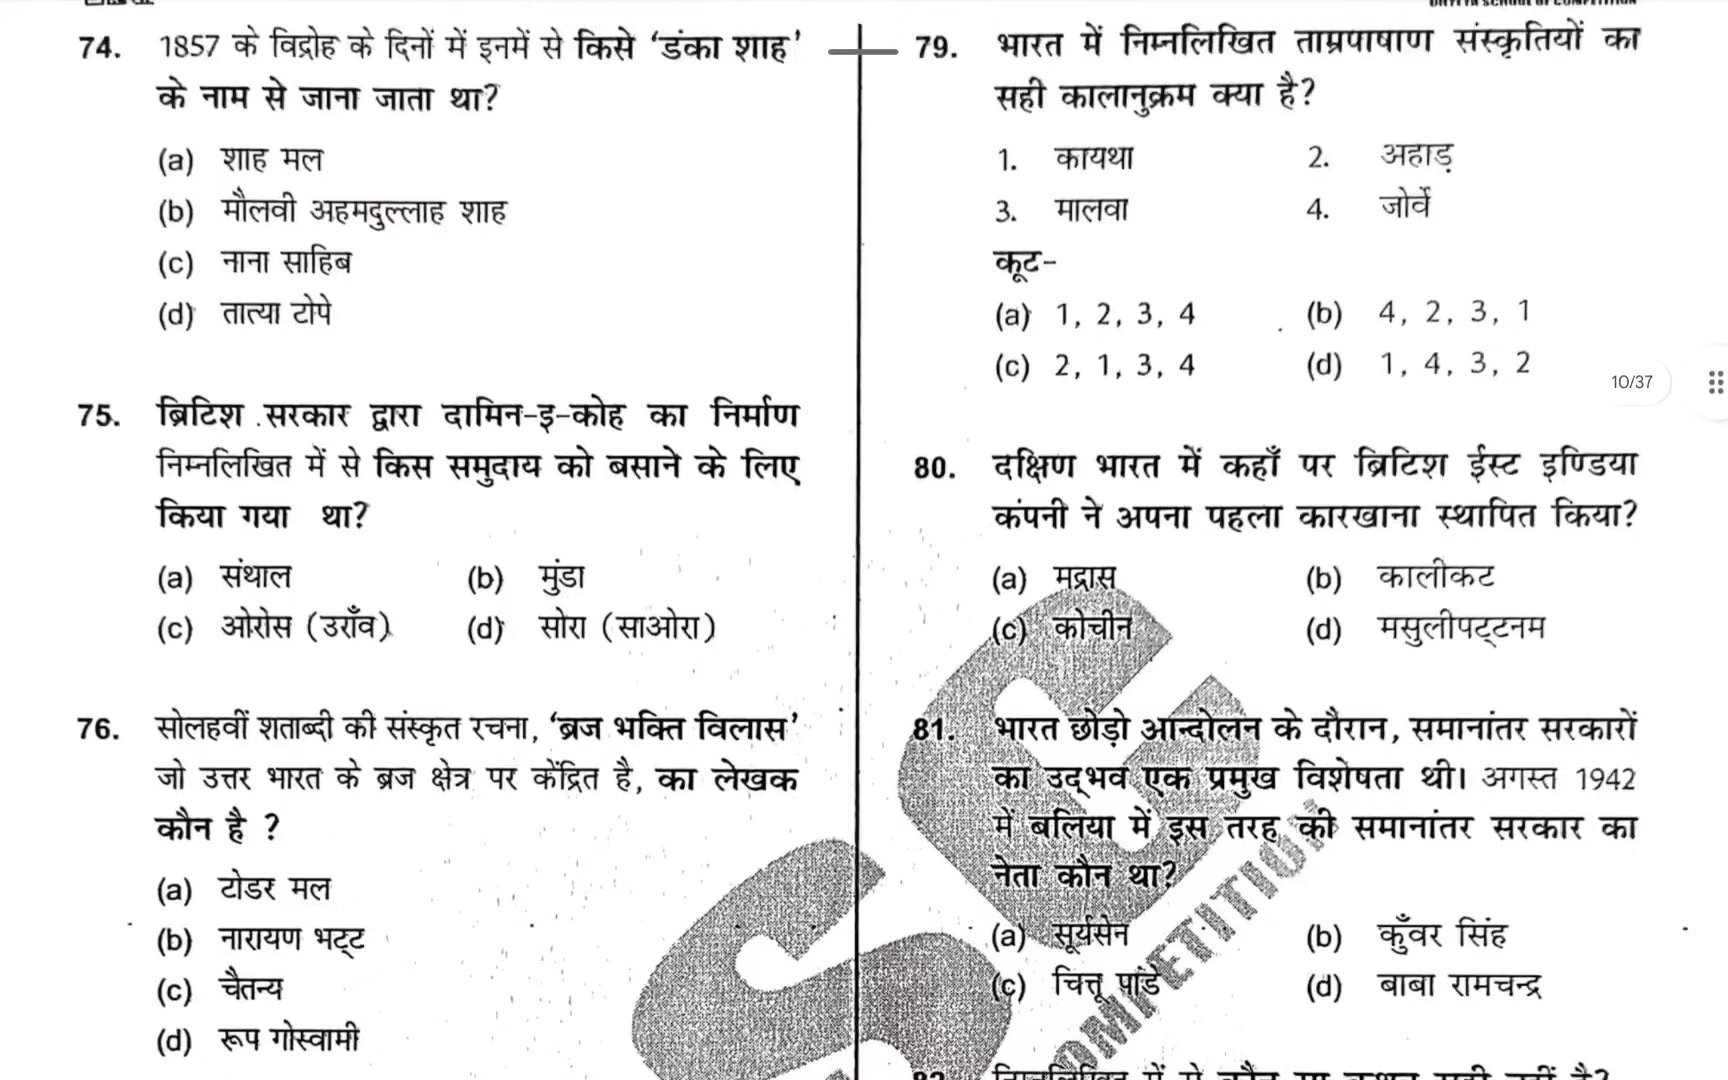 74. 1857 के विद्रोह के दिनों में इनमें से किसे ‘डंका शाह’
के नाम से जाना जाता था?
(a) शाह मल
(b) मौलवी अहमदुल्लाह शाह
(c) नाना साहिब
(d) तात्या टोपे
75. ब्रिटिश सरकार द्वारा दामिन-इ-कोह का निर्माण
निम्नलिखित में से किस समुदाय को बसाने के लिए
किया गया था?
(a) संथाल (b) मुंडा
(c) ओरोस (उराँव) (d) सोरा (साओरा)
76. सोलहवीं शताब्दी की संस्कृत रचना, ‘ब्रज भक्ति विलास’
जो उत्तर भारत के ब्रज क्षेत्र पर केंद्रित है, का लेखक
कौन है ?
(a) टोडर मल
(b) नारायण भट्ट
(c) चैतन्य
(d) रूप गोस्वामी
79. भारत में निम्नलिखित ताम्रपाषाण संस्कृतियों का
सही कालानुक्रम क्या है?
1. कायथा 2. अहाड़
3. मालवा 4. जोर्वे
कूट-
(a) 1, 2, 3, 4 (b) 4, 2, 3, 1
(c) 2, 1, 3, 4 (d) 1, 4, 3, 2
10/37
80. दक्षिण भारत में कहाँ पर ब्रिटिश ईस्ट इण्डिया
कंपनी ने अपना पहला कारखाना स्थापित किया?
(a) मद्रास (b) कालीकट
(c) कोचीन (d) मसुलीपट्टनम
81. भारत छोड़ो आन्दोलन के दौरान, समानांतर सरकारों
का उद्भव एक प्रमुख विशेषता थी। अगस्त 1942
में बलिया में इस तरह की समानांतर सरकार का
नेता कौन था?
(a) सूर्यसेन (b) कुँवर सिंह
(c) चित्तू पांडे (d) बाबा रामचन्द्र